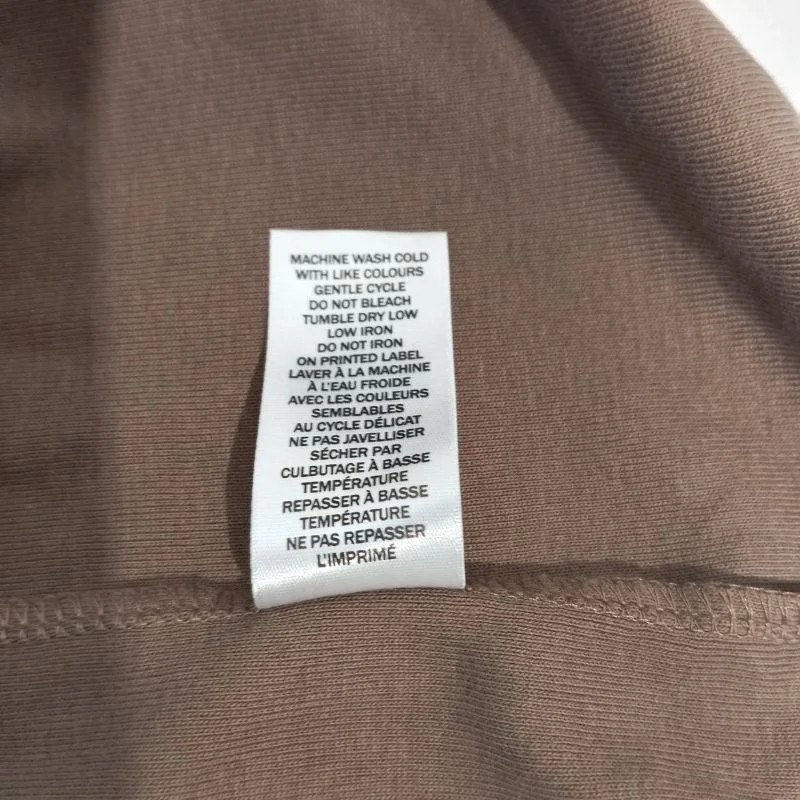 MACHINE WASH COLD
WITH LIKE COLOURS
GENTLE CYCLE
DO NOT BLEACH
TUMBLE DRY LOW
LOW IRON
DO NOT IRON
ON PRINTED LABEL
LAVER À LA MACHINE
À L'EAU FROIDE
AVEC LES COULEURS
SEMBLABLES
AU CYCLE DÉLICAT
NE PAS JAVELLISER
SÉCHER PAR
CULBUTAGE À BASSE
TEMPÉRATURE
REPASSER À BASSE
TEMPÉRATURE
NE PAS REPASSER
L'IMPRIMÉ